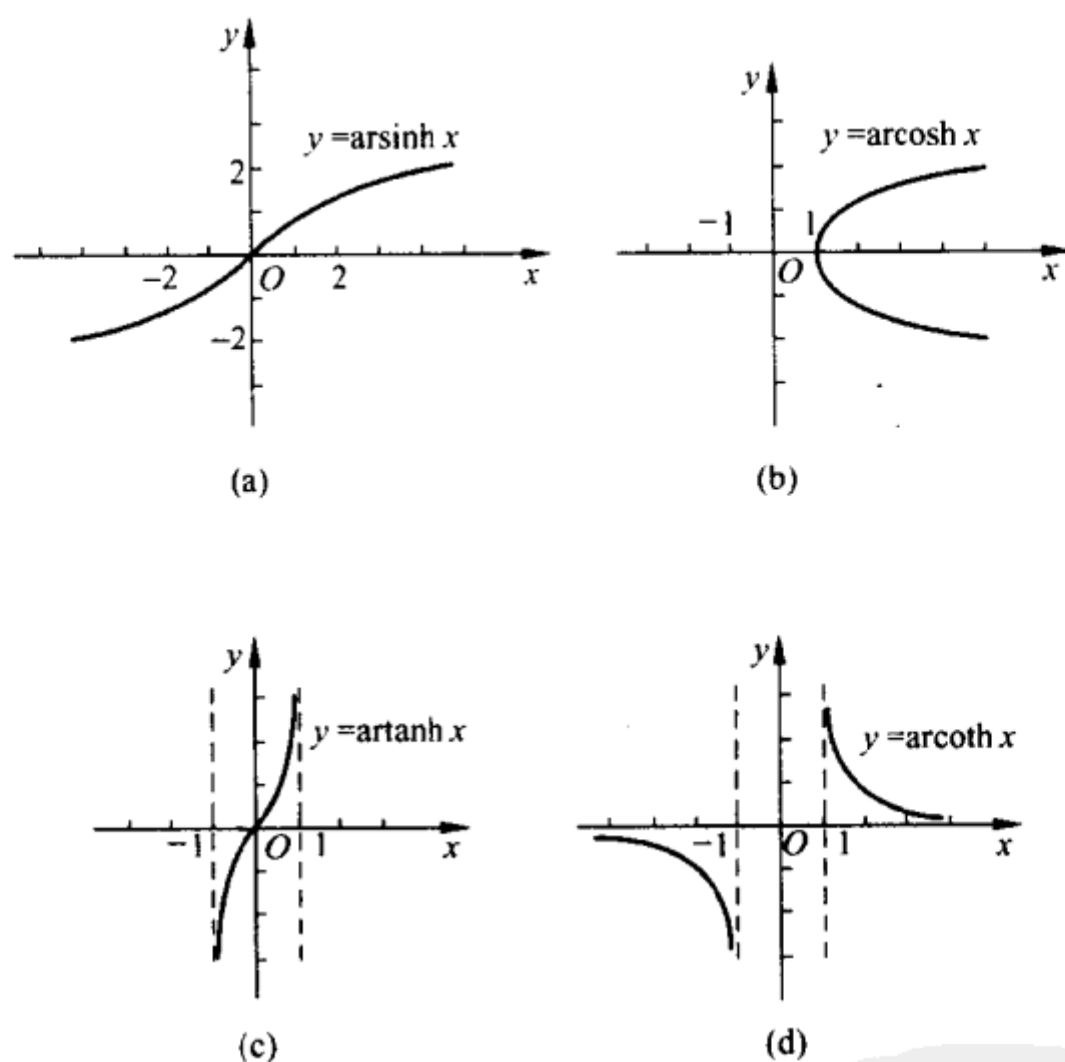 y
y
y =arsinh x
y =arcosh x
2
−1
1
−2
O
2
x
O
x
−2
(a)
(b)
y
y
y =artanh x
y =arcoth x
−1
O
1
x
−1
O
1
x
(c)
(d)